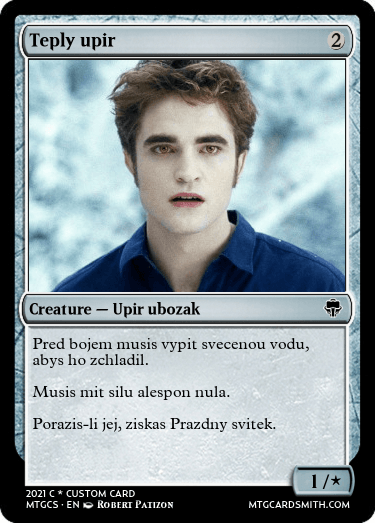 Teply upir
2
Creature — Upir ubozak
Pred bojem musis vypit svecenou vodu,
abys ho zchladil.
Musis mit silu alespon nula.
Porazis-li jej, ziskas Prazdny svitek.
1 /★
2021 C * CUSTOM CARD
MTGCS · EN ROBERT PATIZON
MTGCARDSMITH.COM